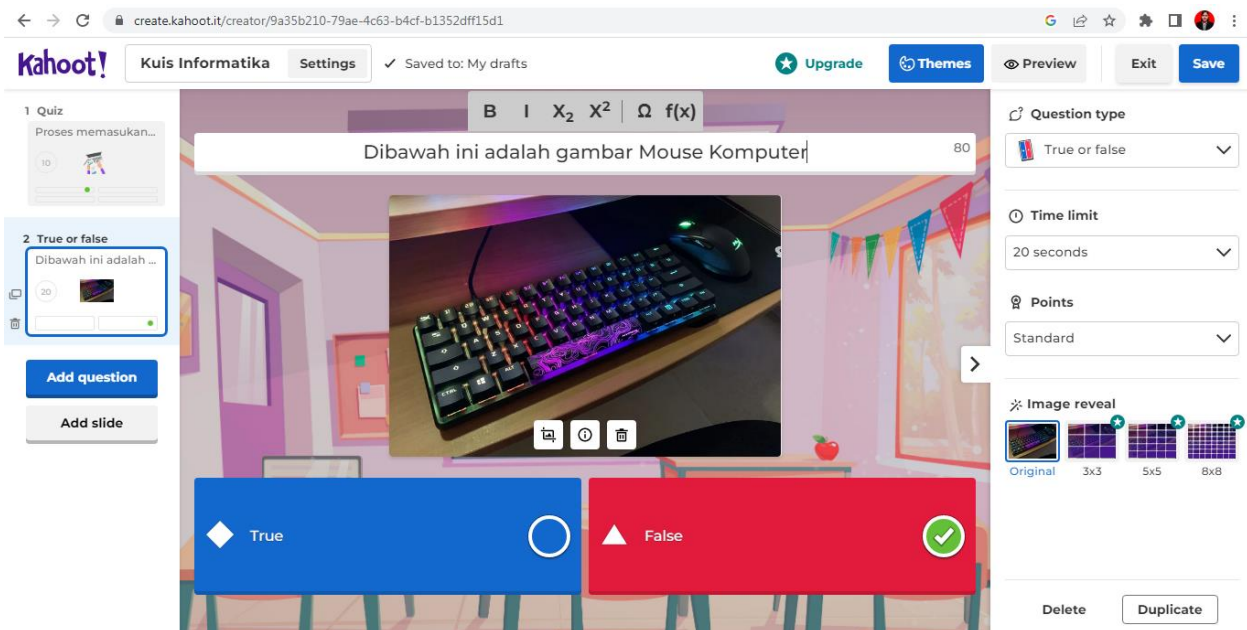 create.kahoot.it/creator/9a35b210-79ae-4c63-b4cf-b1352dff15d1
Kahoot!
Kuis Informatika
Settings
Saved to: My drafts
Upgrade
Themes
Preview
Exit
Save
1 Quiz
Proses memasukan...
10
2 True or false
Dibawah ini adalah ...
20
Add question
Add slide
B I X2 X² Ω f(x)
Dibawah ini adalah gambar Mouse Komputer
80
True
False
Question type
True or false
Time limit
20 seconds
Points
Standard
Image reveal
Original 3x3 5x5 8x8
Delete
Duplicate